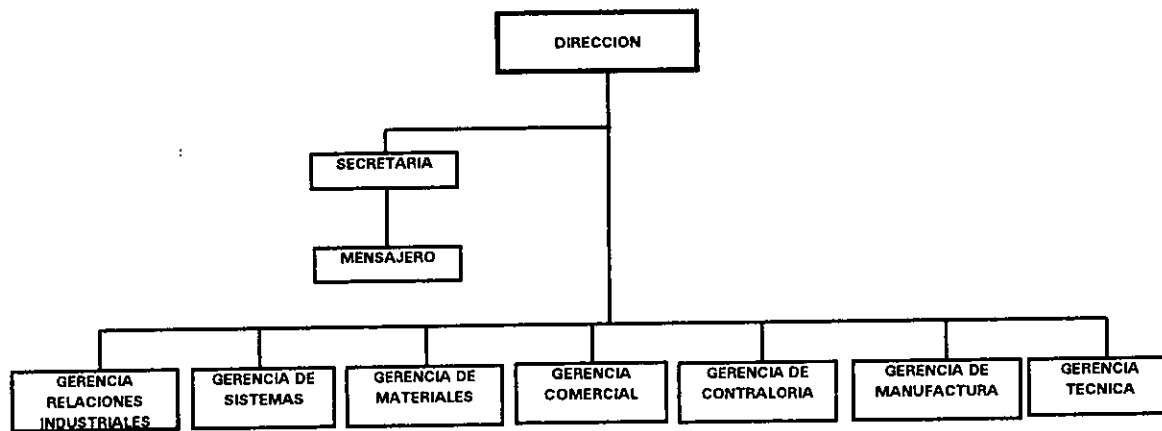 DIRECCION
SECRETARIA
MENSAJERO
GERENCIA
RELACIONES
INDUSTRIALES
GERENCIA DE
SISTEMAS
GERENCIA DE
MATERIALES
GERENCIA
COMERCIAL
GERENCIA DE
CONTRALORIA
GERENCIA DE
MANUFACTURA
GERENCIA
TECNICA